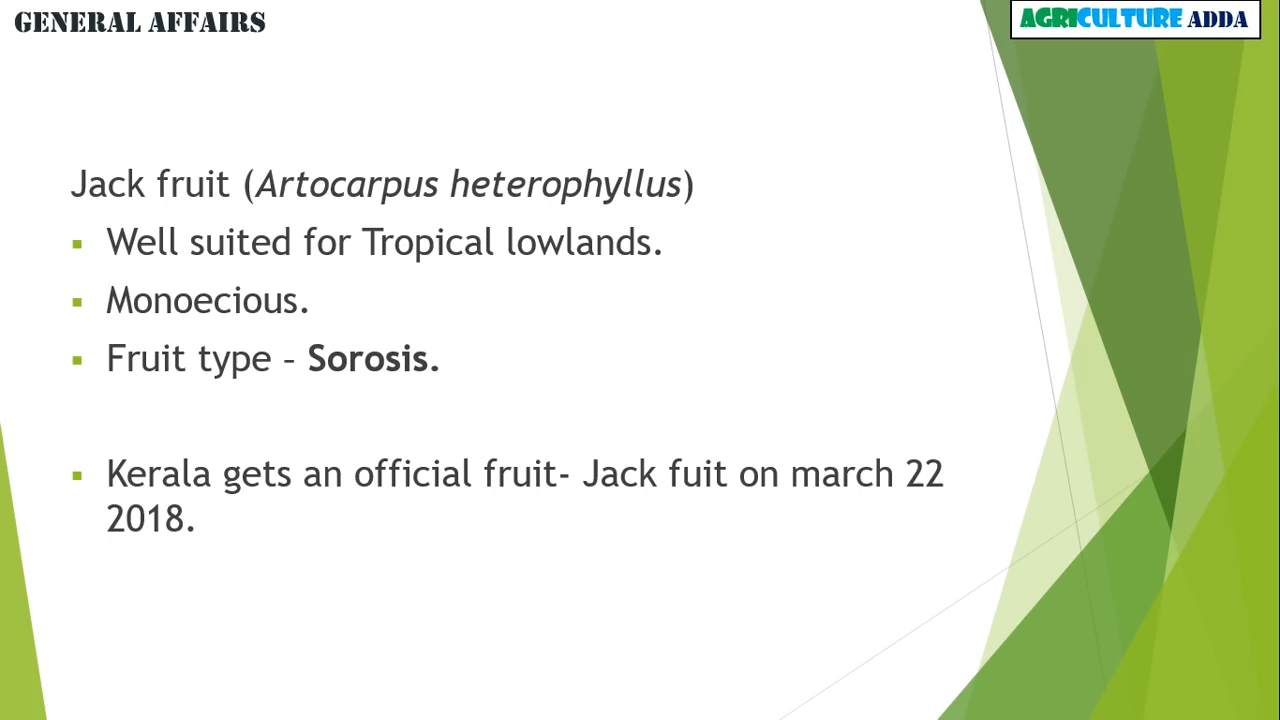 GENERAL AFFAIRS
AGRICULTURE ADDA
Jack fruit (Artocarpus heterophyllus)
▪ Well suited for Tropical lowlands.
▪ Monoecious.
▪ Fruit type – Sorosis.
▪ Kerala gets an official fruit- Jack fuit on march 22
2018.